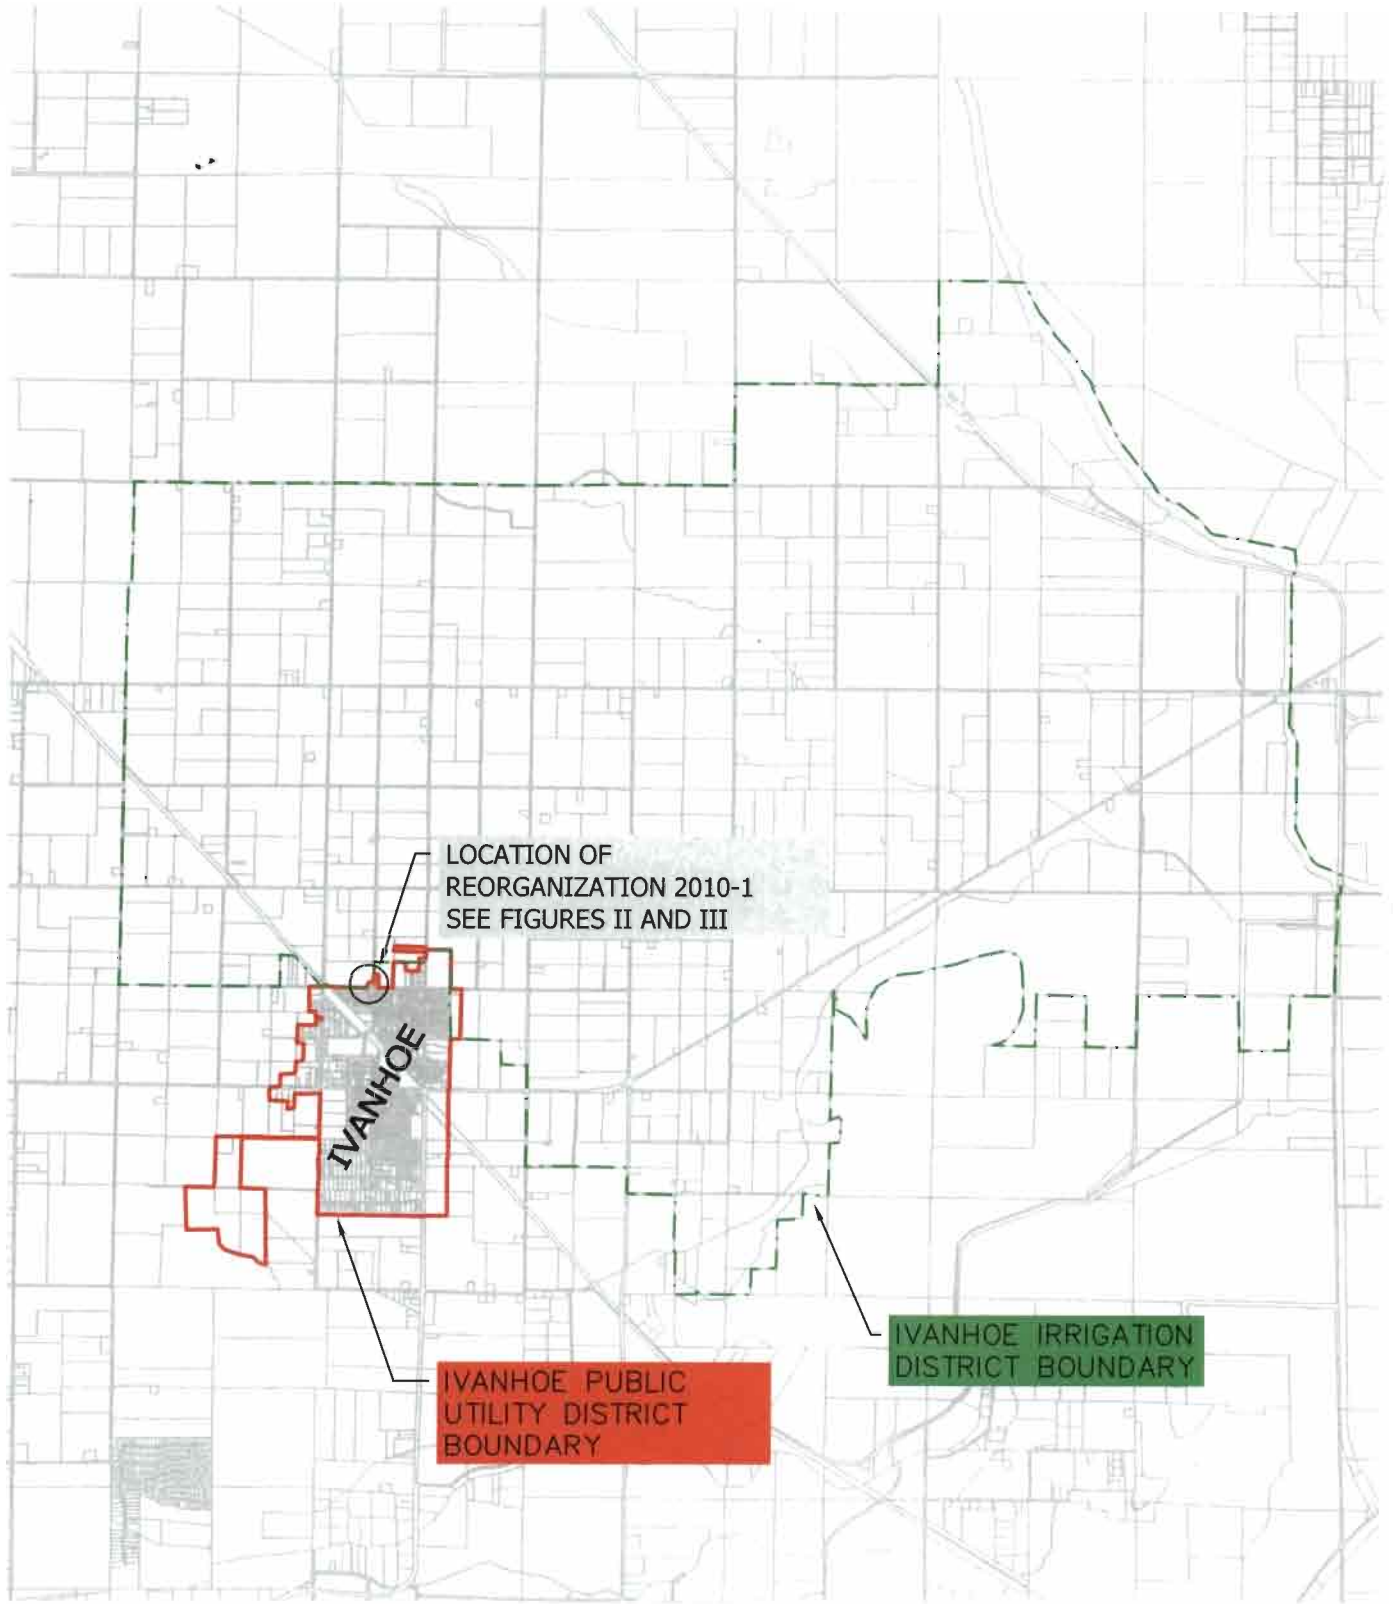 LOCATION OF
REORGANIZATION 2010-1
SEE FIGURES II AND III
IVANHOE
IVANHOE IRRIGATION
DISTRICT BOUNDARY
IVANHOE PUBLIC
UTILITY DISTRICT
BOUNDARY